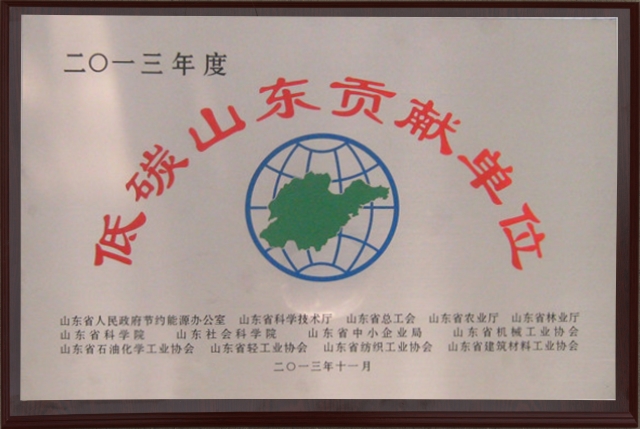 二〇一三年度
低碳山东贡献单位
山东省人民政府节约能源办公室 山东省科学技术厅 山东省总工会 山东省农业厅 山东省林业厅
山东省科学院 山东社会科学院 山东省中小企业局 山东省机械工业协会
山东省石油化学工业协会 山东省轻工业协会 山东省纺织工业协会 山东省建筑材料工业协会
二〇一三年十一月